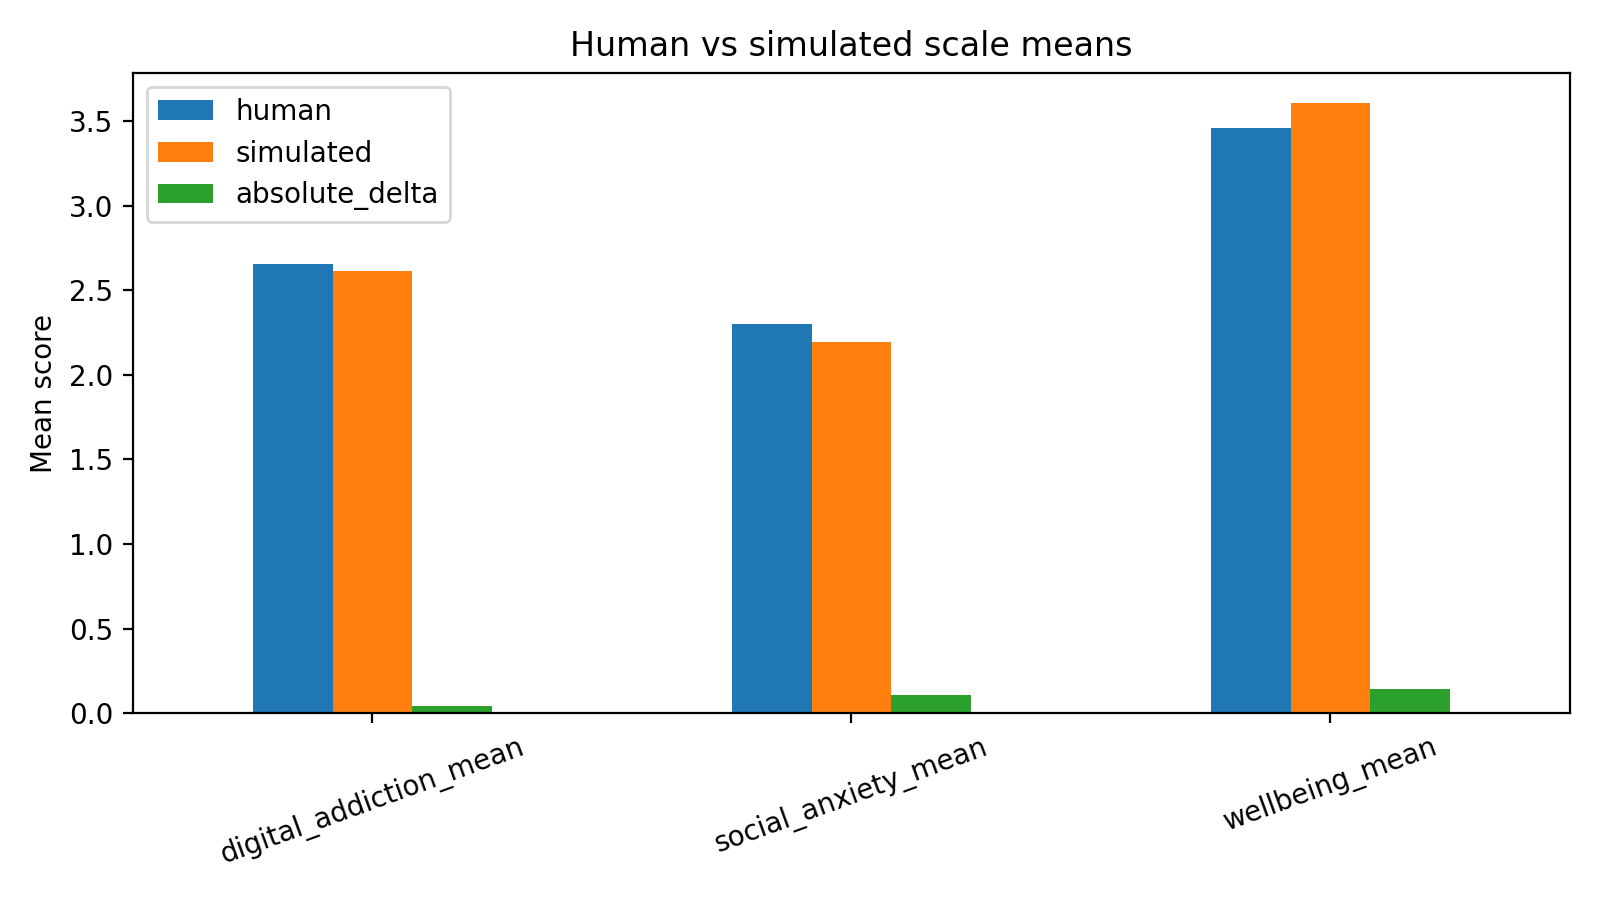 Human vs simulated scale means
human
simulated
absolute_delta
Mean score
3.5
3.0
2.5
2.0
1.5
1.0
0.5
0.0
digital_addiction_mean
social_anxiety_mean
wellbeing_mean